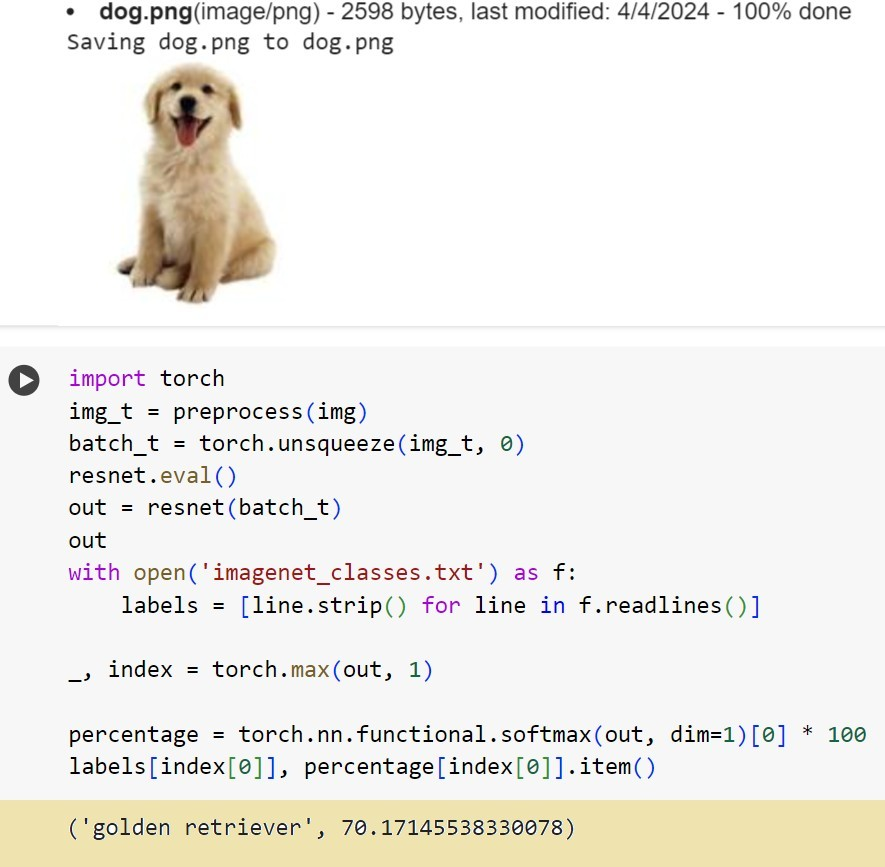 • dog.png(image/png) - 2598 bytes, last modified: 4/4/2024 - 100% done
Saving dog.png to dog.png
import torch
img_t = preprocess(img)
batch_t = torch.unsqueeze(img_t, 0)
resnet.eval()
out = resnet(batch_t)
out
with open('imagenet_classes.txt') as f:
    labels = [line.strip() for line in f.readlines()]
_, index = torch.max(out, 1)
percentage = torch.nn.functional.softmax(out, dim=1)[0] * 100
labels[index[0]], percentage[index[0]].item()
('golden retriever', 70.17145538330078)